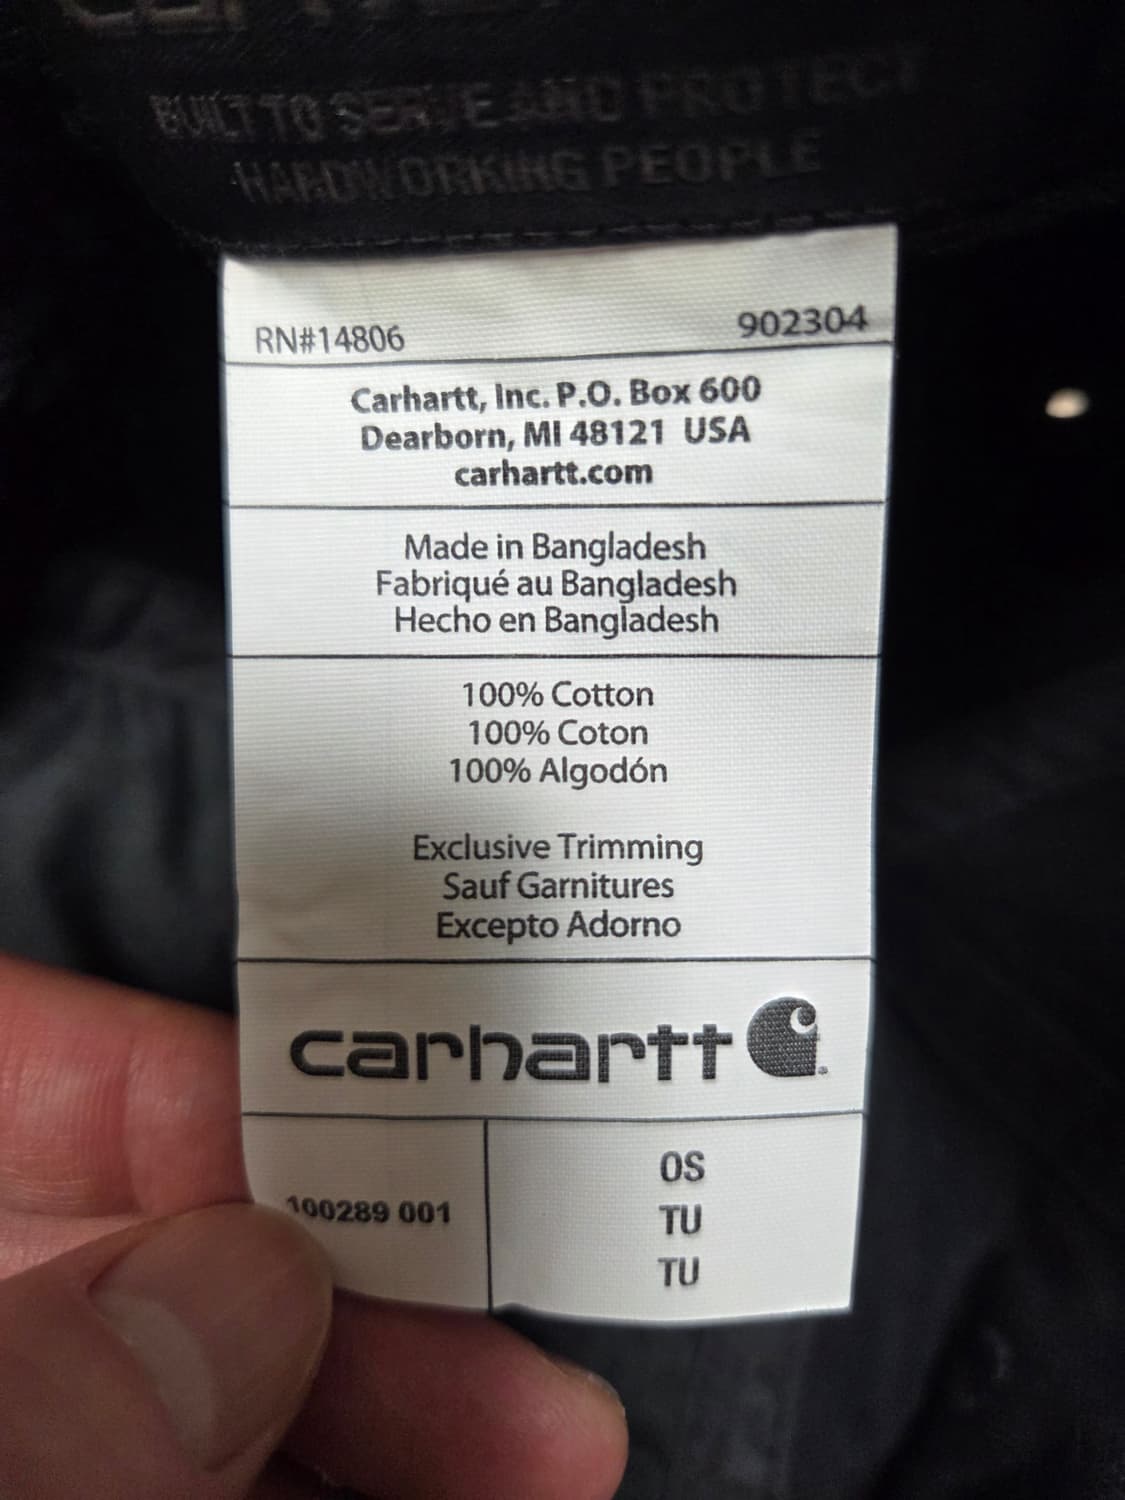 BUILT TO SERVE AND PROTECT
HARDWORKING PEOPLE
RN#14806 902304
Carhartt, Inc. P.O. Box 600
Dearborn, MI 48121 USA
carhartt.com
Made in Bangladesh
Fabriqué au Bangladesh
Hecho en Bangladesh
100% Cotton
100% Coton
100% Algodón
Exclusive Trimming
Sauf Garnitures
Excepto Adorno
carhartt
100289 001
OS
TU
TU